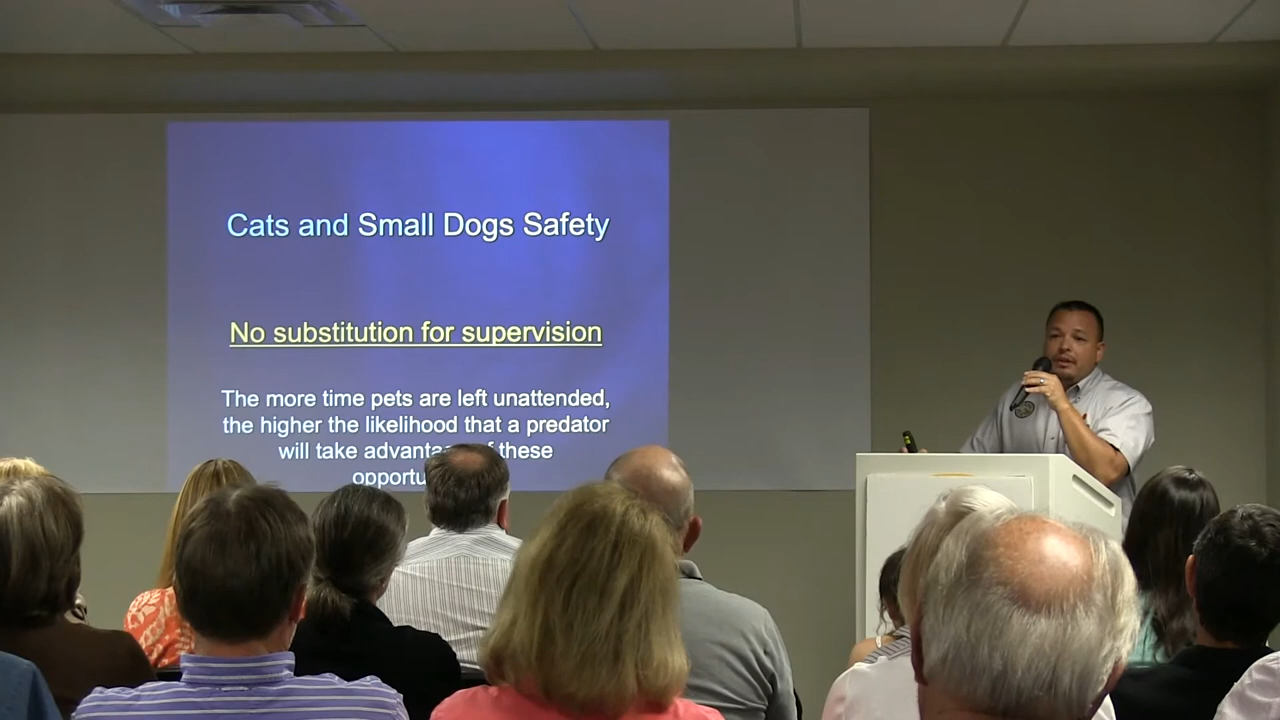 Cats and Small Dogs Safety
No substitution for supervision
The more time pets are left unattended,
the higher the likelihood that a predator
will take these